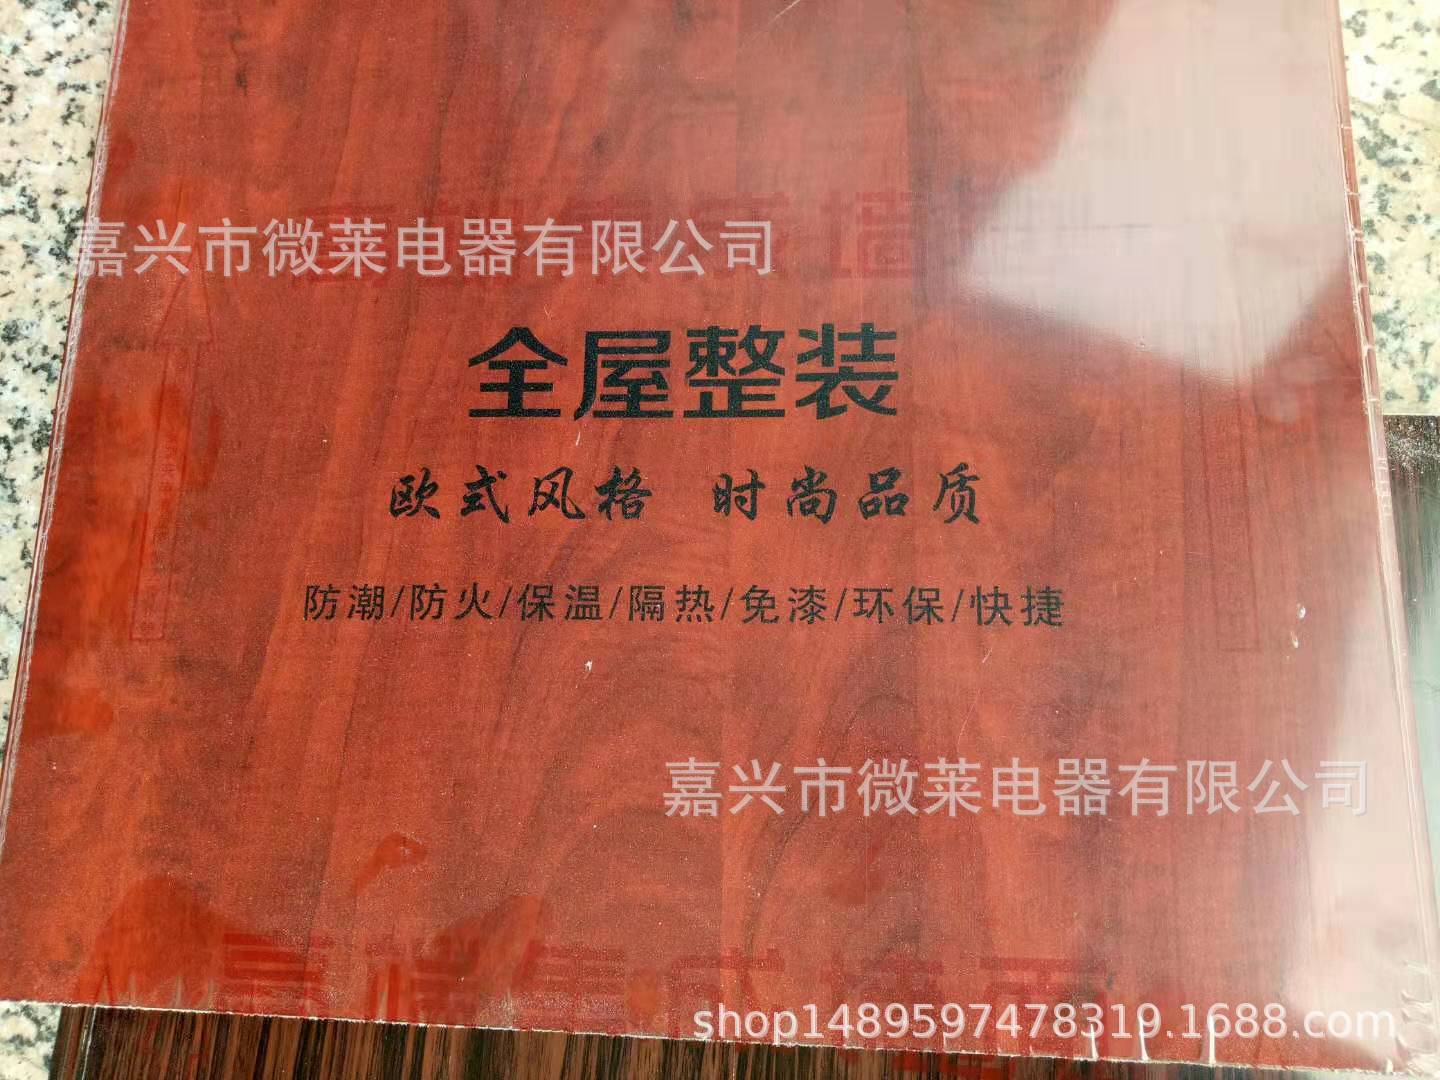 嘉兴市微莱电器有限公司
全屋整装
欧式风格 时尚品质
防潮/防火/保温/隔热/免漆/环保/快捷
嘉兴市微莱电器有限公司
shop1489597478319.1688.com